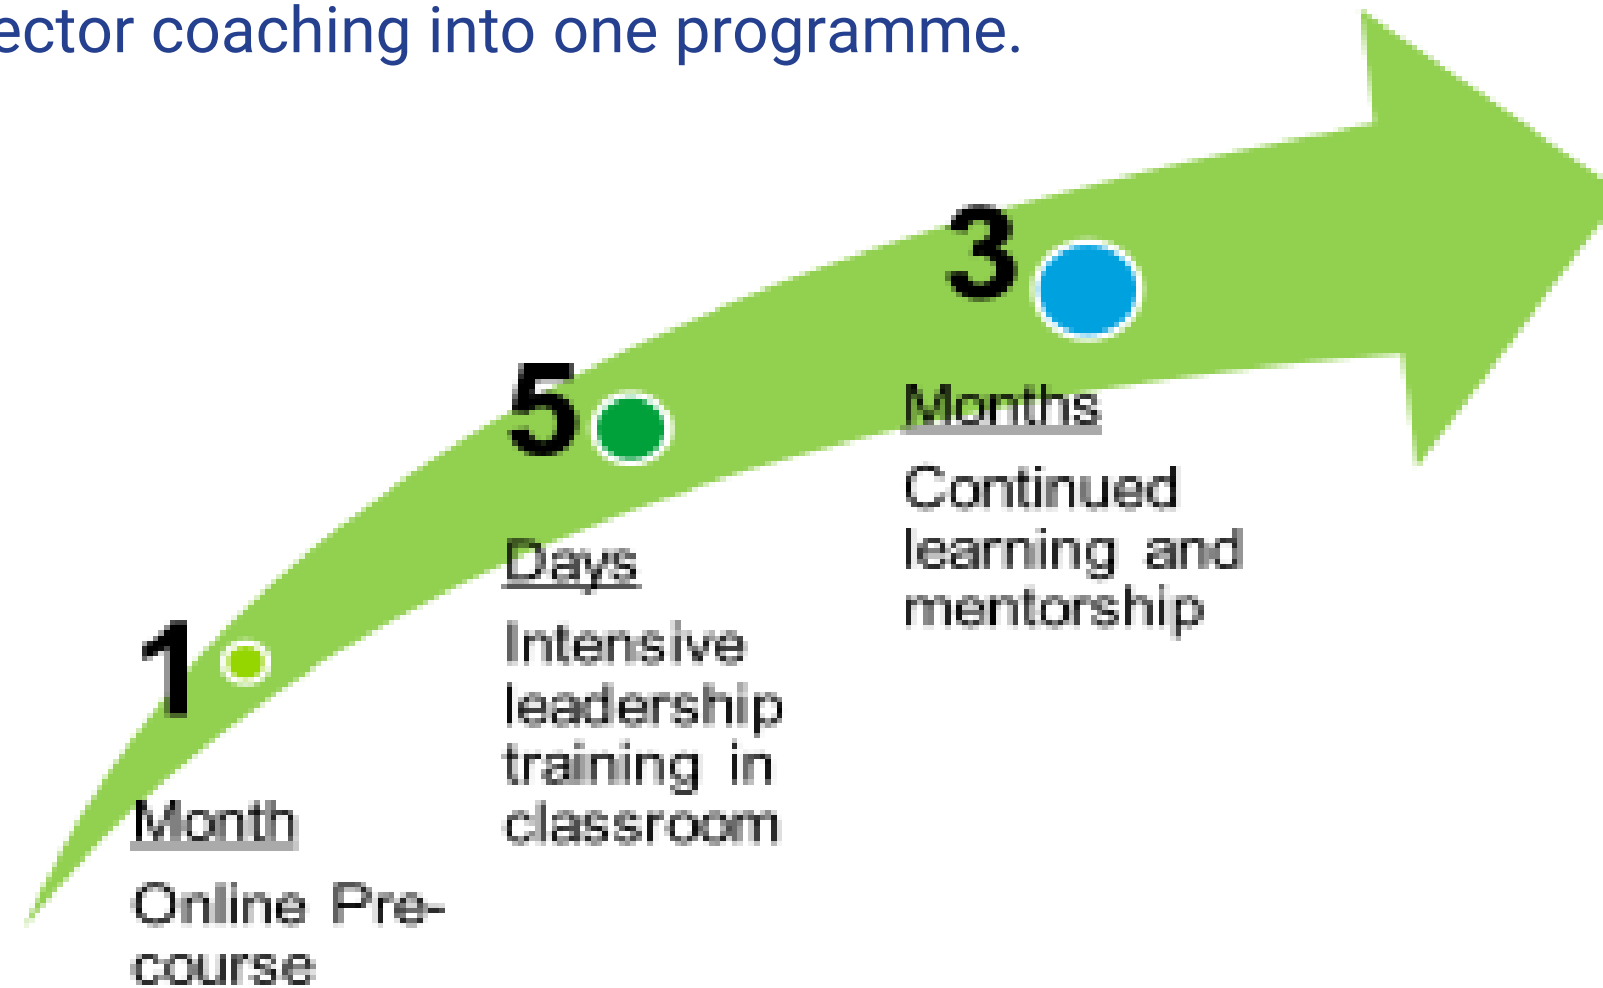 ector coaching into one programme.
1
Month
Online Pre-
course
5
Days
Intensive
leadership
training in
classroom
3
Months
Continued
learning and
mentorship